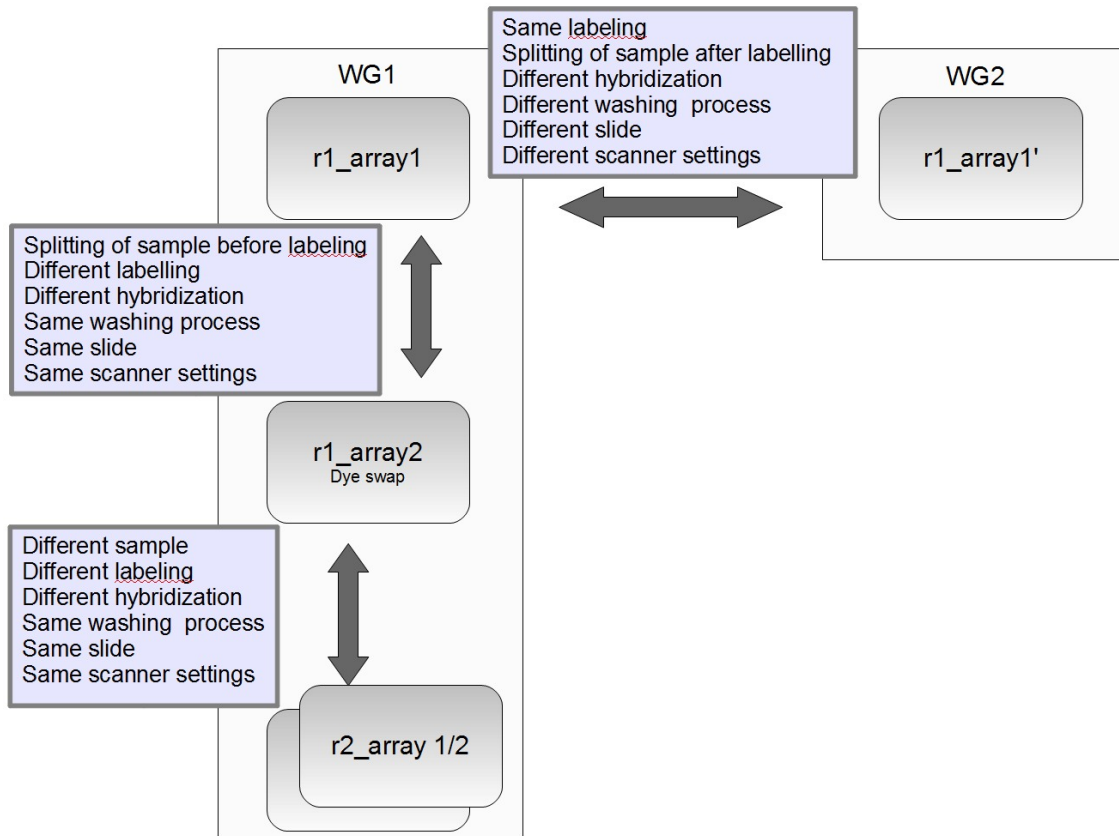 WG1
r1_array1
Same labeling
Splitting of sample after labelling
Different hybridization
Different washing  process
Different slide
Different scanner settings
WG2
r1_array1'
Splitting of sample before labeling
Different labelling
Different hybridization
Same washing process
Same slide
Same scanner settings
r1_array2
Dye swap
Different sample
Different labeling
Different hybridization
Same washing  process
Same slide
Same scanner settings
r2_array 1/2